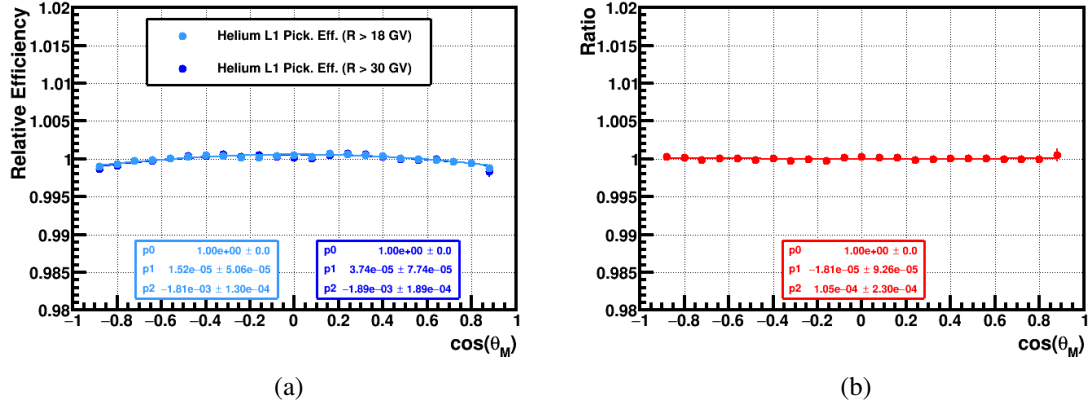 Relative Efficiency
1.02
1.015
1.01
1.005
1
0.995
0.99
0.985
0.98
Helium L1 Pick. Eff. (R > 18 GV)
Helium L1 Pick. Eff. (R > 30 GV)
p0 1.00e+00 ± 0.0
p1 1.52e−05 ± 5.06e−05
p2 −1.81e−03 ± 1.30e−04
p0 1.00e+00 ± 0.0
p1 3.74e−05 ± 7.74e−05
p2 −1.89e−03 ± 1.89e−04
−1 −0.8 −0.6 −0.4 −0.2 0 0.2 0.4 0.6 0.8 1
cos(θM)
(a)
Ratio
1.02
1.015
1.01
1.005
1
0.995
0.99
0.985
0.98
p0 1.00e+00 ± 0.0
p1 −1.81e−05 ± 9.26e−05
p2 1.05e−04 ± 2.30e−04
−1 −0.8 −0.6 −0.4 −0.2 0 0.2 0.4 0.6 0.8 1
cos(θM)
(b)